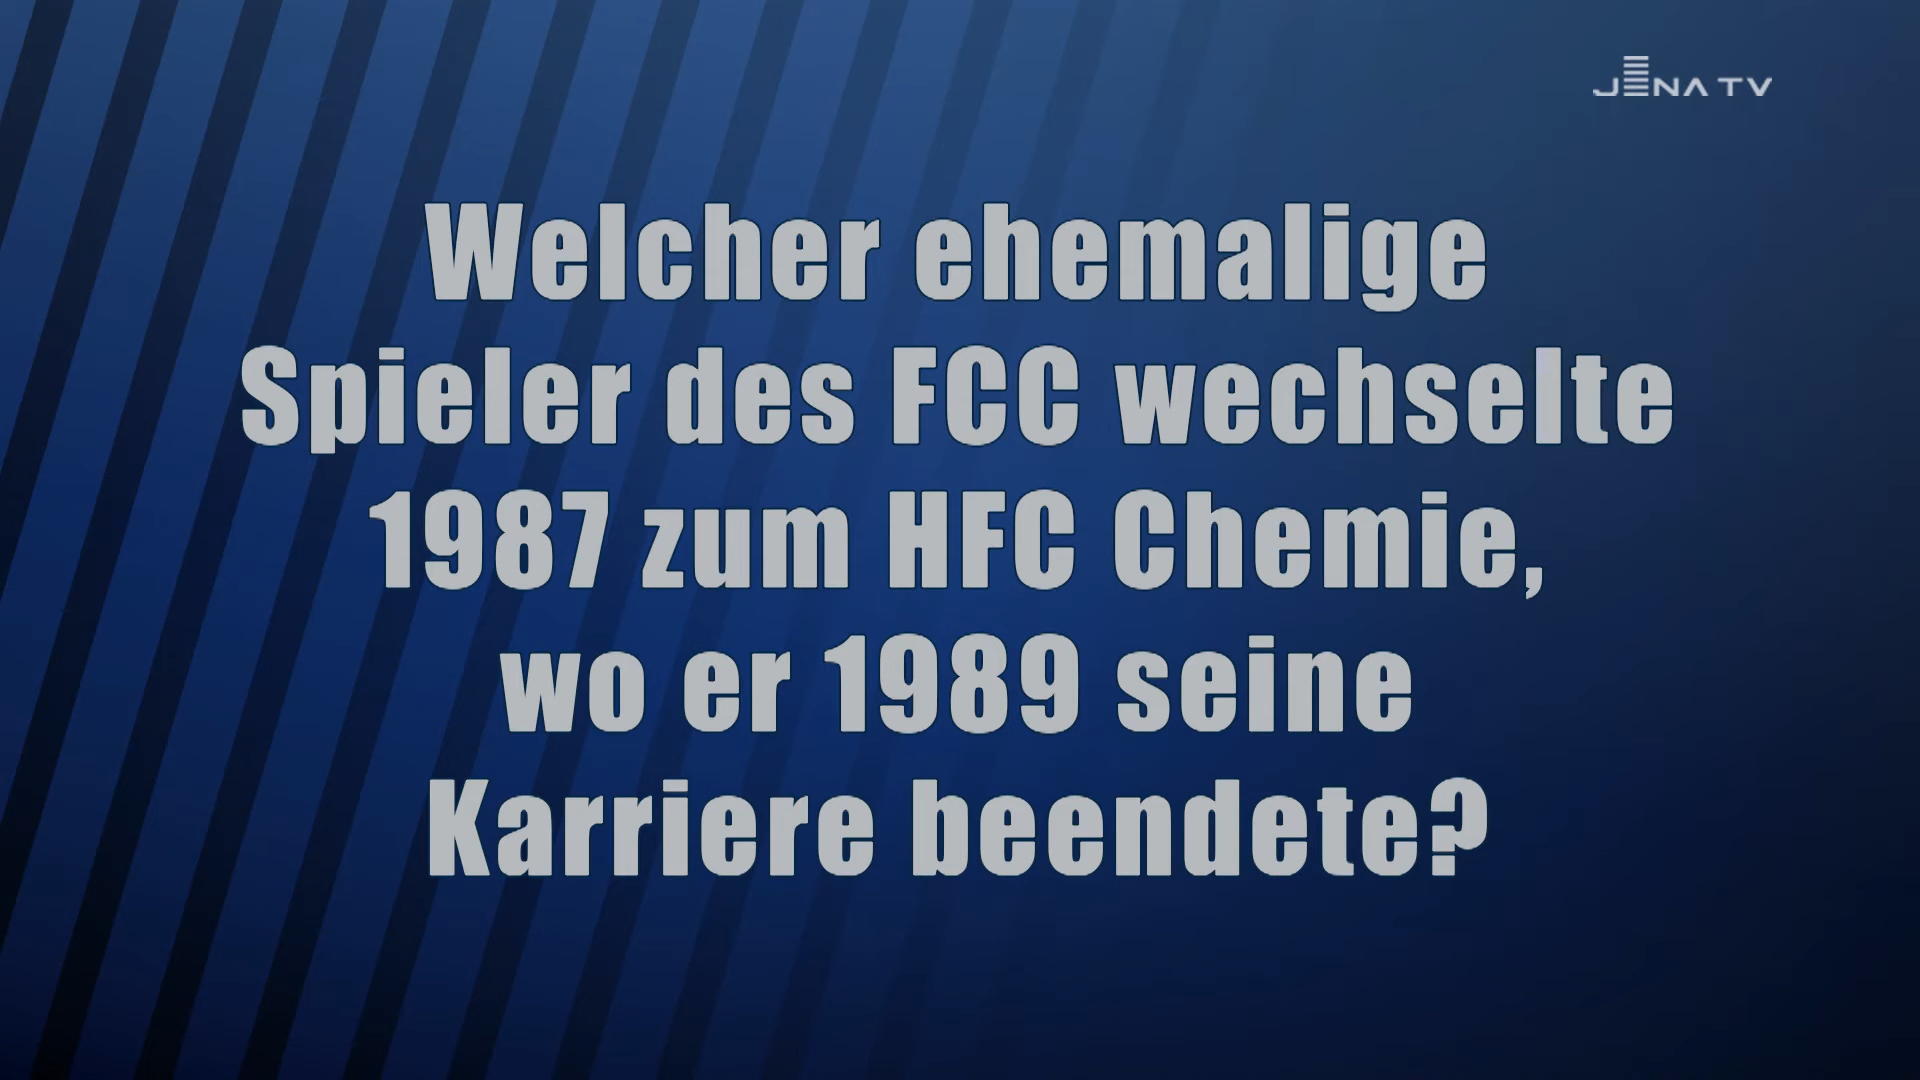 JENA TV
Welcher ehemalige
Spieler des FCC wechselte
1987 zum HFC Chemie,
wo er 1989 seine
Karriere beendete?